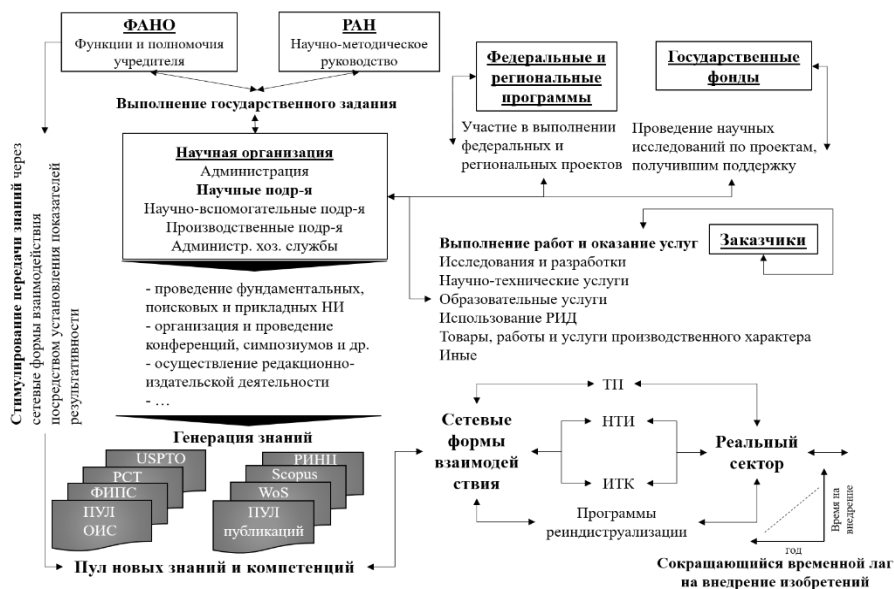 ФАНО
Функции и полномочия
учредителя
РАН
Научно-методическое
руководство
Федеральные и
региональные
программы
Государственные
фонды
Выполнение государственного задания
Участие в выполнении
федеральных и
региональных проектов
Проведение научных
исследований по проектам,
получившим поддержку
Научная организация
Администрация
Научные подр-я
Научно-вспомогательные подр-я
Производственные подр-я
Администр. хоз. службы
Стимулирование передачи знаний через
сетевые формы взаимодействия
посредством установления показателей
результативности
Выполнение работ и оказание услуг
Исследования и разработки
Научно-технические услуги
Образовательные услуги
Использование РИД
Товары, работы и услуги производственного характера
Иные
Заказчики
- проведение фундаментальных,
поисковых и прикладных НИ
- организация и проведение
конференций, симпозиумов и др.
- осуществление редакционно-
издательской деятельности
- ...
Генерация знаний
USPTO
PCT
ФИПС
ПУЛ
ОИС
РИНЦ
Scopus
WoS
ПУЛ
публикаций
Пул новых знаний и компетенций
Сетевые
формы
взаимодей
ствия
ТП
НТИ
ИТК
Программы
реиндистуализации
Реальный
сектор
Время на
внедрение
год
Сокращающийся временной лаг
на внедрение изобретений